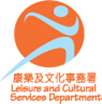 康樂及文化事務署
Leisure and Cultural
Services Department